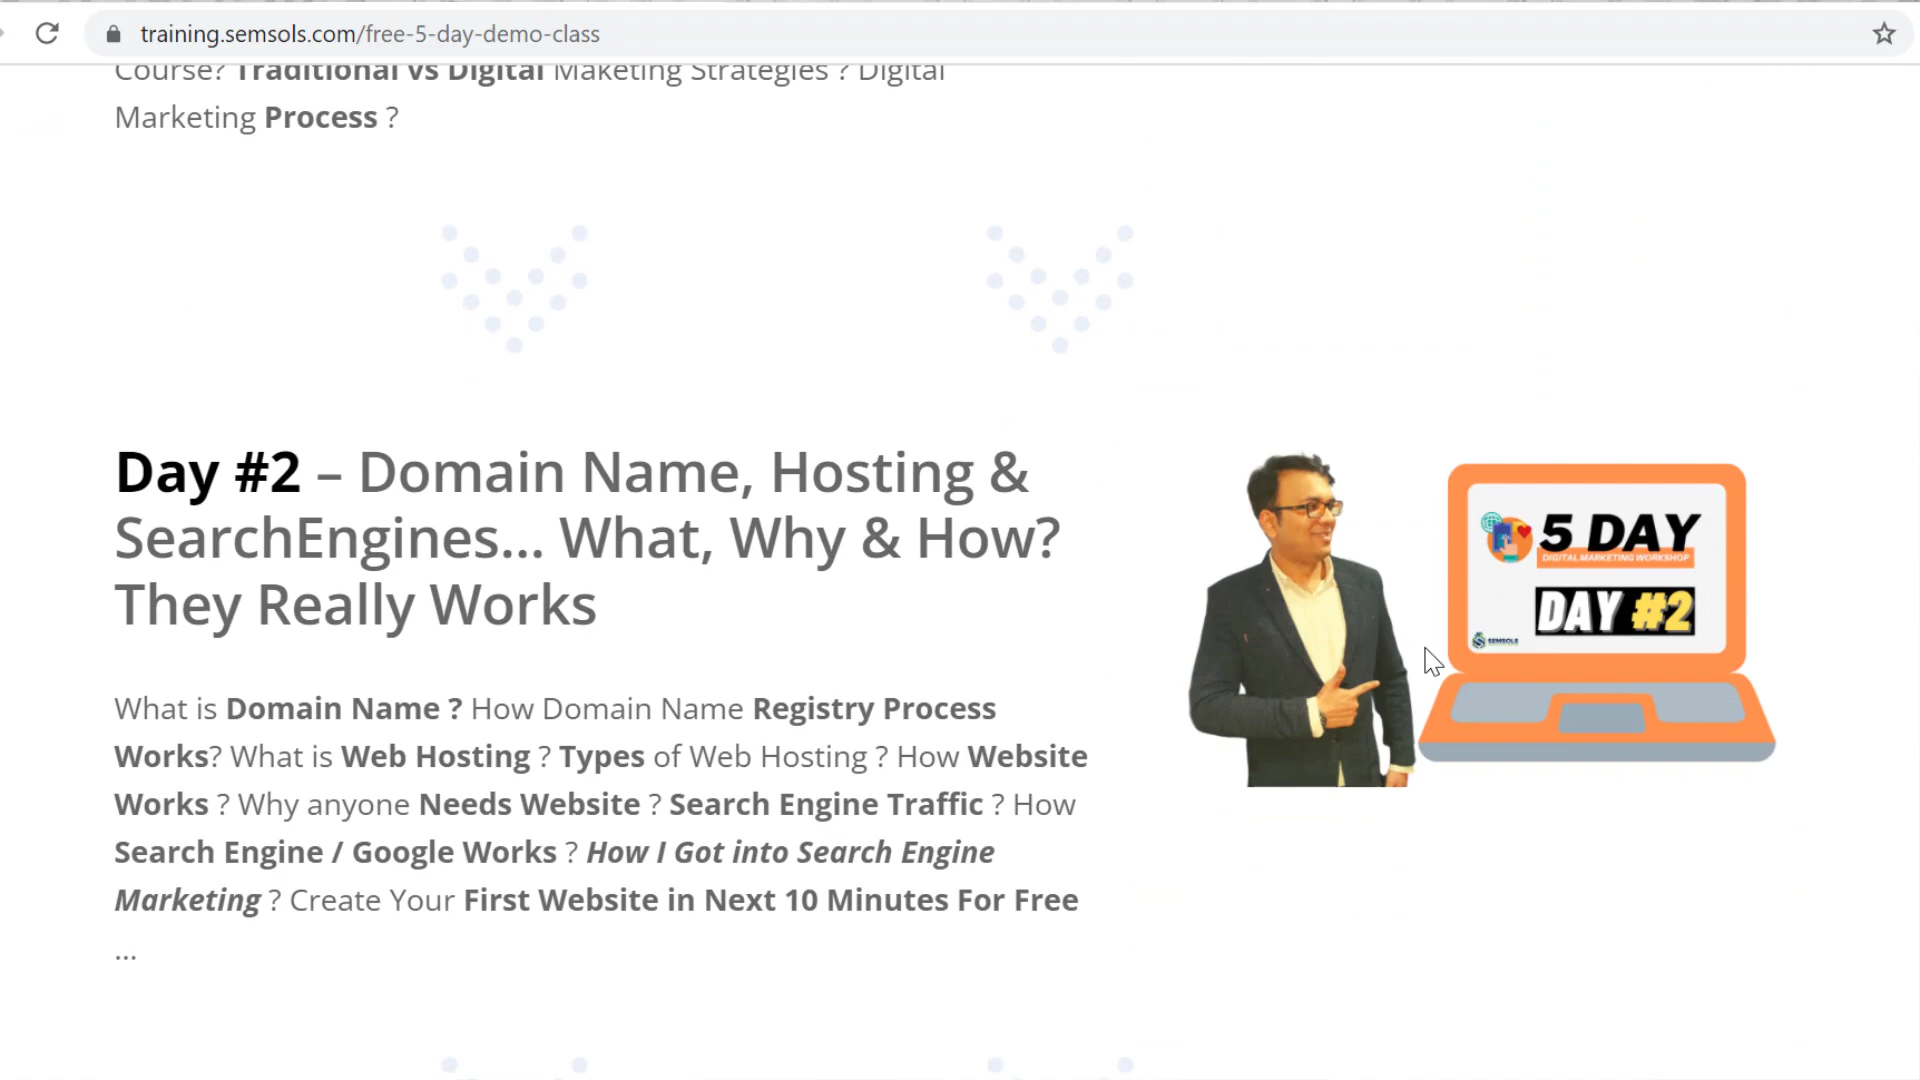 training.semsols.com/free-5-day-demo-class
Course? Traditional vs Digital Maketing Strategies ? Digital
Marketing Process ?
Day #2 – Domain Name, Hosting &
SearchEngines... What, Why & How?
They Really Works
5 DAY
DIGITAL MARKETING WORKSHOP
DAY #2
SEMSOLS
What is Domain Name ? How Domain Name Registry Process
Works? What is Web Hosting ? Types of Web Hosting ? How Website
Works ? Why anyone Needs Website ? Search Engine Traffic ? How
Search Engine / Google Works ? How I Got into Search Engine
Marketing ? Create Your First Website in Next 10 Minutes For Free
...